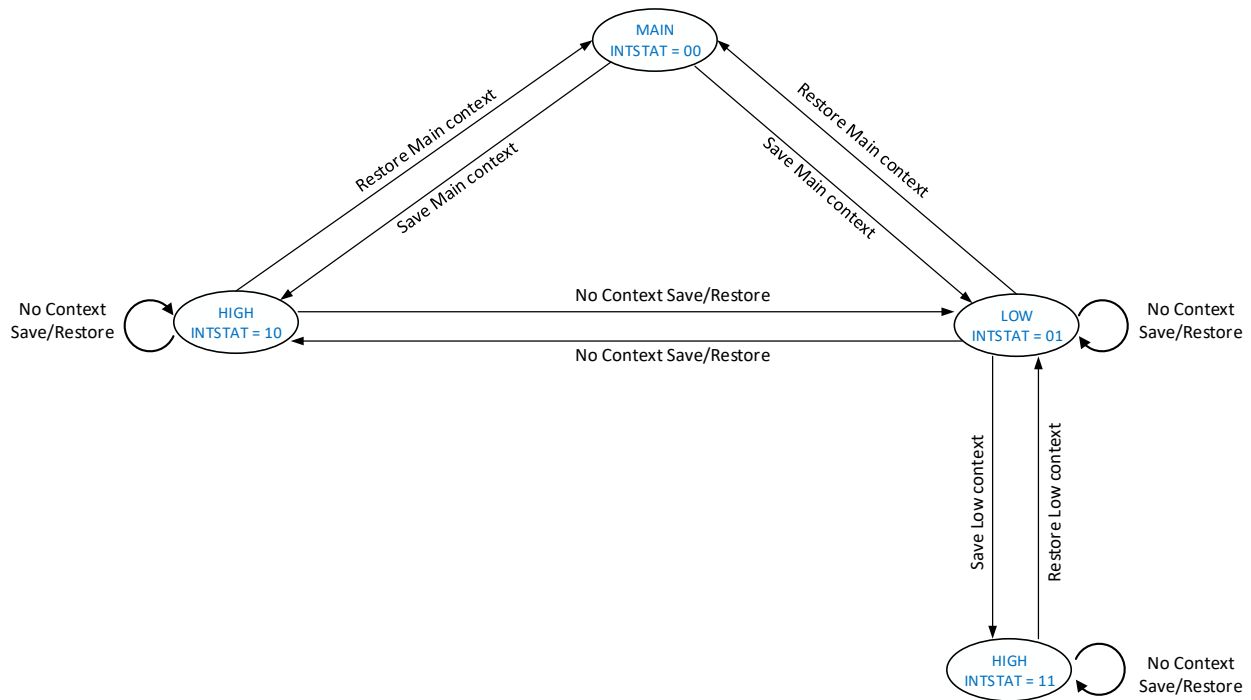 MAIN
INTSTAT = 00
Restore Main context
Save Main context
Restore Main context
Save Main context
No Context
Save/Restore
HIGH
INTSTAT = 10
No Context Save/Restore
No Context Save/Restore
LOW
INTSTAT = 01
No Context
Save/Restore
Save Low context
Restore Low context
HIGH
INTSTAT = 11
No Context
Save/Restore